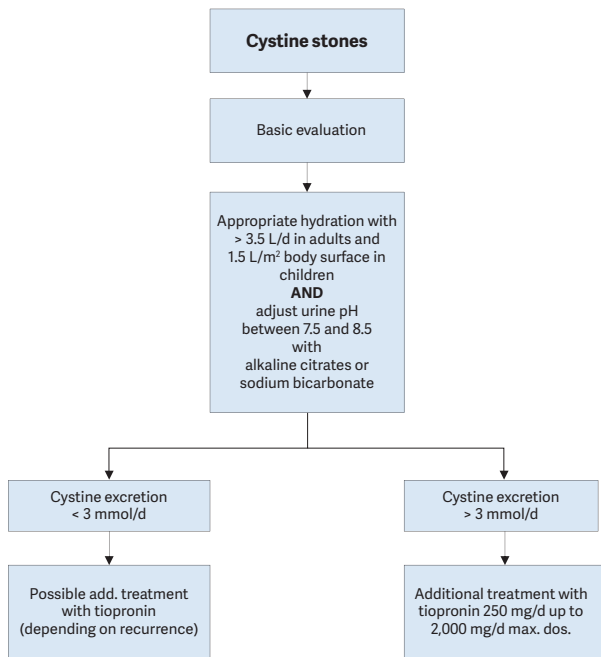 Cystine stones
Basic evaluation
Appropriate hydration with
> 3.5 L/d in adults and
1.5 L/m² body surface in
children
AND
adjust urine pH
between 7.5 and 8.5
with
alkaline citrates or
sodium bicarbonate
Cystine excretion
< 3 mmol/d
Cystine excretion
> 3 mmol/d
Possible add. treatment
with tiopronin
(depending on recurrence)
Additional treatment with
tiopronin 250 mg/d up to
2,000 mg/d max. dos.